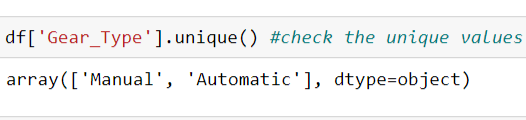 df['Gear_Type'].unique() #check the unique values
array(['Manual', 'Automatic'], dtype=object)